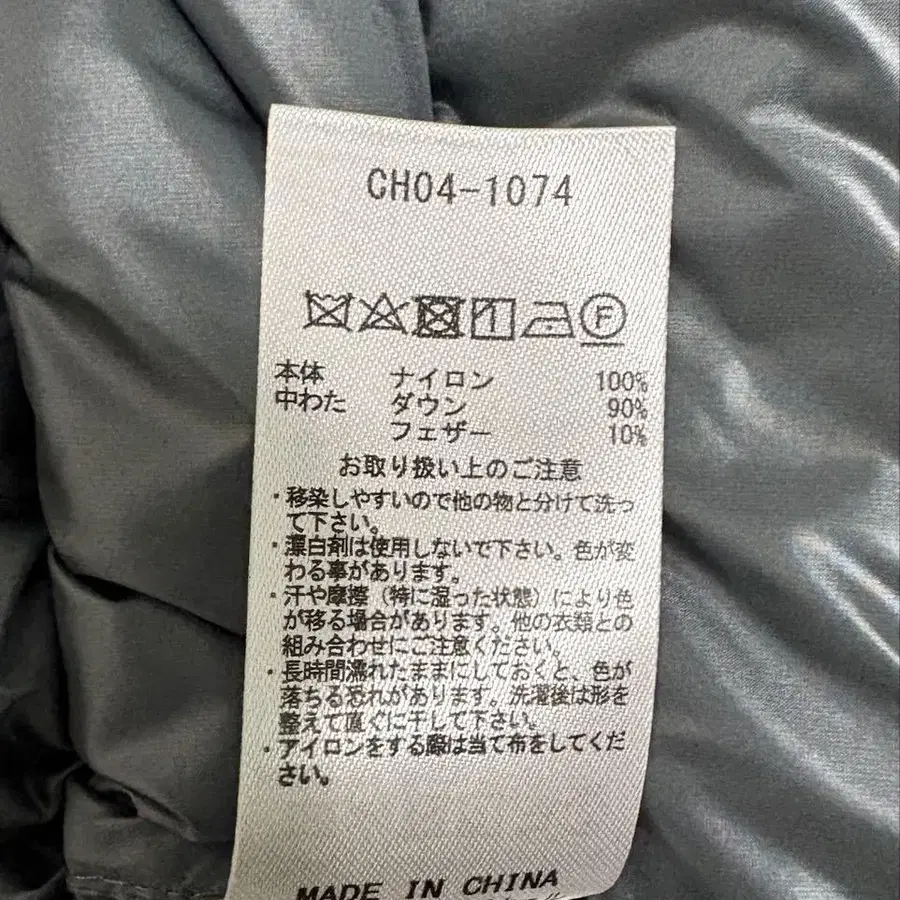 CH04-1074
F
本体 ナイロン 100%
中わた ダウン 90%
フェザー 10%
お取り扱い上のご注意
・移染しやすいので他の物と分けて洗っ
て下さい。
・漂白剤は使用しないで下さい。色が変
わる事があります。
・汗や摩擦（特に湿った状態）により色
が移る場合があります。他の衣類との
組み合わせにご注意ください。
・長時間濡れたままにしておくと、色が
落ちる恐れがあります。洗濯後は形を
整えて直ぐに干して下さい。
・アイロンをする際は当て布をしてくだ
さい。
MADE IN CHINA